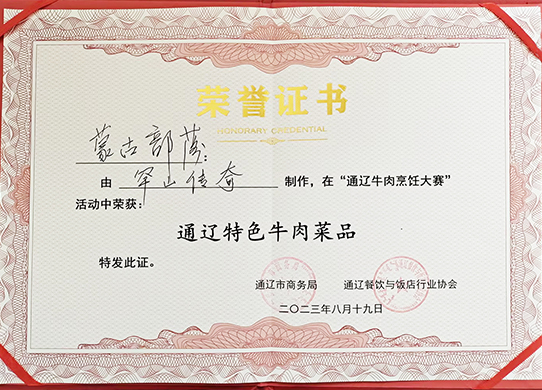 荣誉证书
HONORARY CREDENTIAL
蒙古部落：
由 罕山传奇 制作，在“通辽牛肉烹饪大赛”
活动中荣获：
通辽特色牛肉菜品
特发此证。
通辽市商务局 通辽餐饮与饭店行业协会
二〇二三年八月十九日